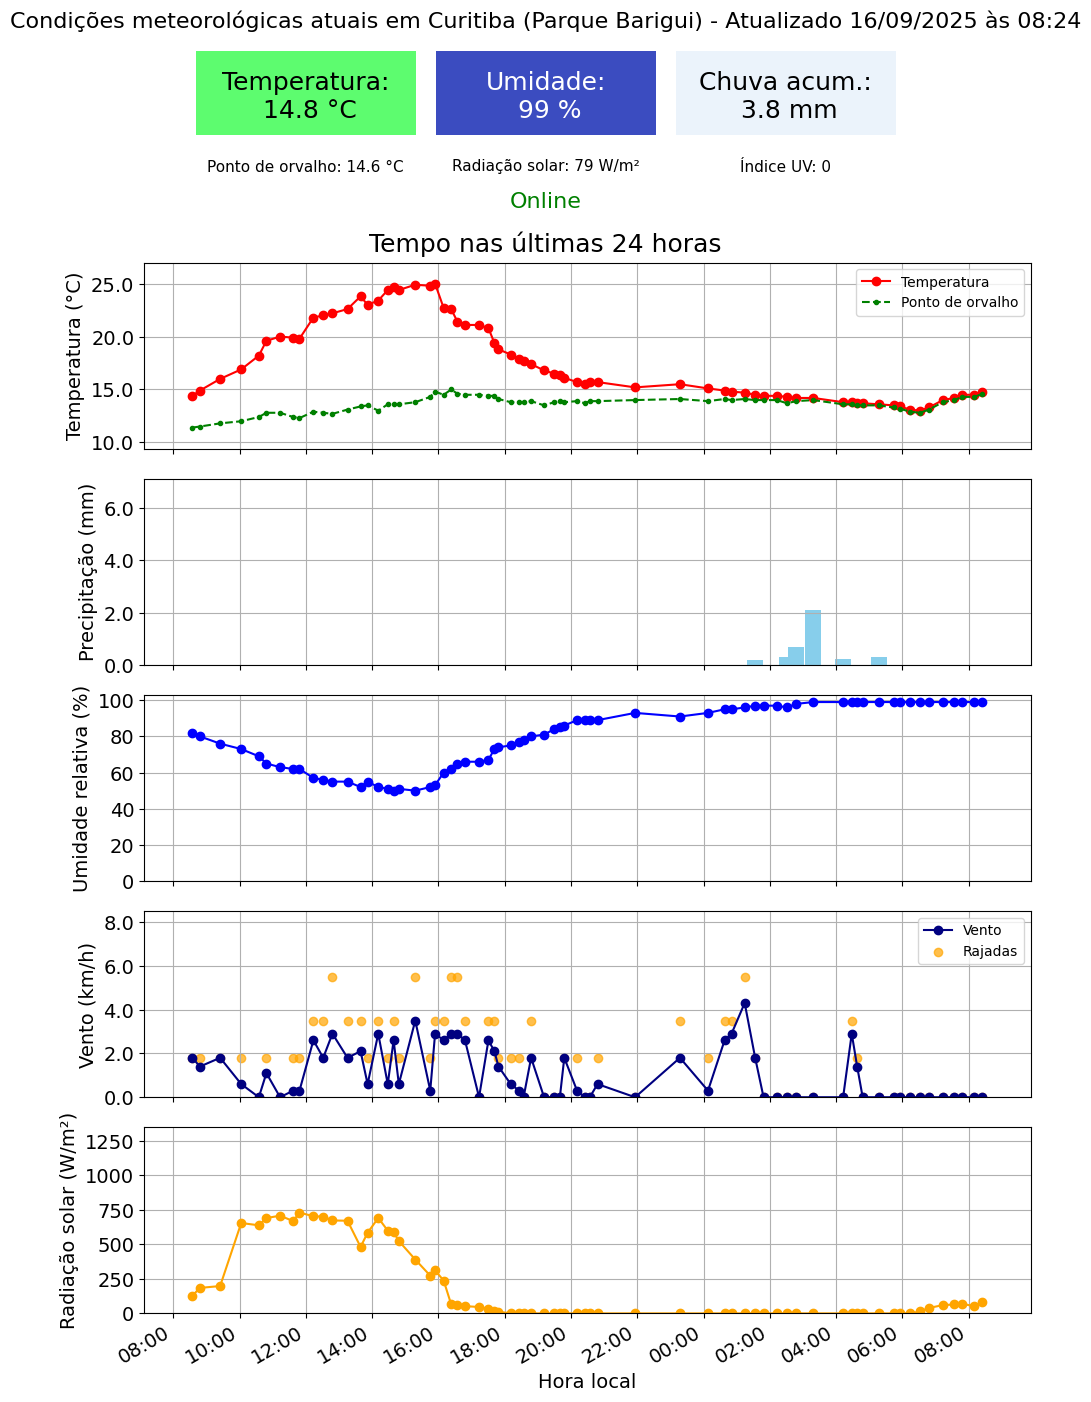 Condições meteorológicas atuais em Curitiba (Parque Barigui) - Atualizado 16/09/2025 às 08:24
Temperatura:
14.8 °C
Umidade:
99 %
Chuva acum.:
3.8 mm
Ponto de orvalho: 14.6 °C
Radiação solar: 79 W/m²
Índice UV: 0
Online
Tempo nas últimas 24 horas
Temperatura (°C)
25.0
20.0
15.0
10.0
Temperatura
Ponto de orvalho
Precipitação (mm)
6.0
4.0
2.0
0.0
Umidade relativa (%)
100
80
60
40
20
0
Vento (km/h)
8.0
6.0
4.0
2.0
0.0
Vento
Rajadas
Radiação solar (W/m²)
1250
1000
750
500
250
0
08:00
10:00
12:00
14:00
16:00
18:00
20:00
22:00
00:00
02:00
04:00
06:00
08:00
Hora local